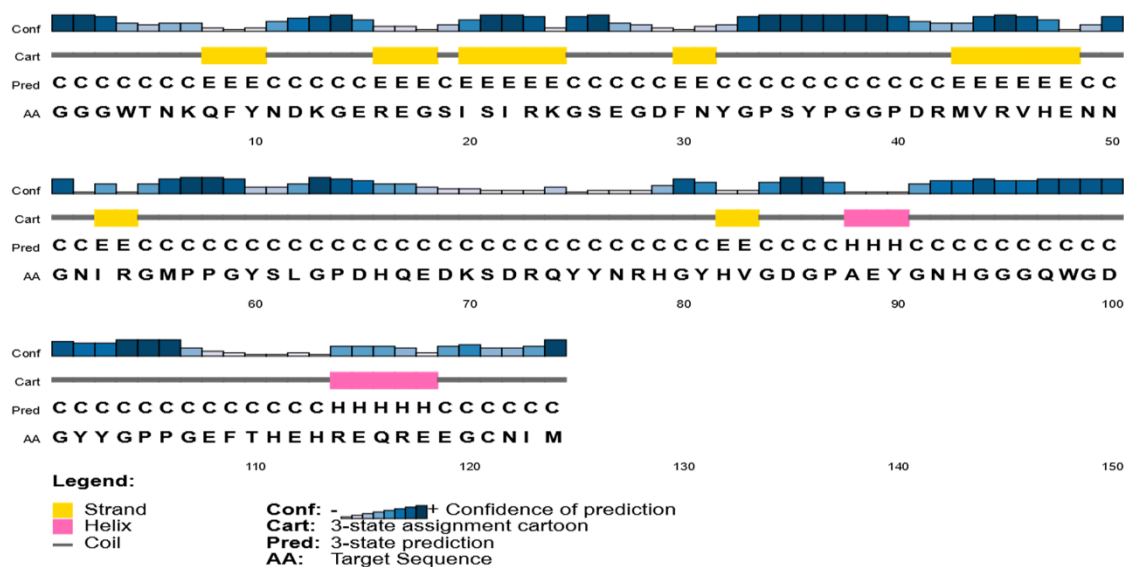 Conf
Cart
Pred C C C C C C C E E E C C C C C E E E C E E E E E C C C C C E E C C C C C C C C C C C E E E E E E C C
AA G G G W T N K Q F Y N D K G E R E G S I S I R K G S E G D F N Y G P S Y P G G P D R M V R V H E N N
10 20 30 40 50
Conf
Cart
Pred C C E E C C C C C C C C C C C C C C C C C C C C C C C C C C C E E C C C C H H H C C C C C C C C C C
AA G N I R G M P P G Y S L G P D H Q E D K S D R Q Y Y N R H G Y H V G D G P A E Y G N H G G G Q W G D
60 70 80 90 100
Conf
Cart
Pred C C C C C C C C C C C C C H H H H H C C C C C C
AA G Y Y G P P G E F T H E H R E Q R E E G C N I M
110 120 130 140 150
Legend:
Strand
Helix
Coil
Conf: - + Confidence of prediction
Cart: 3-state assignment cartoon
Pred: 3-state prediction
AA: Target Sequence